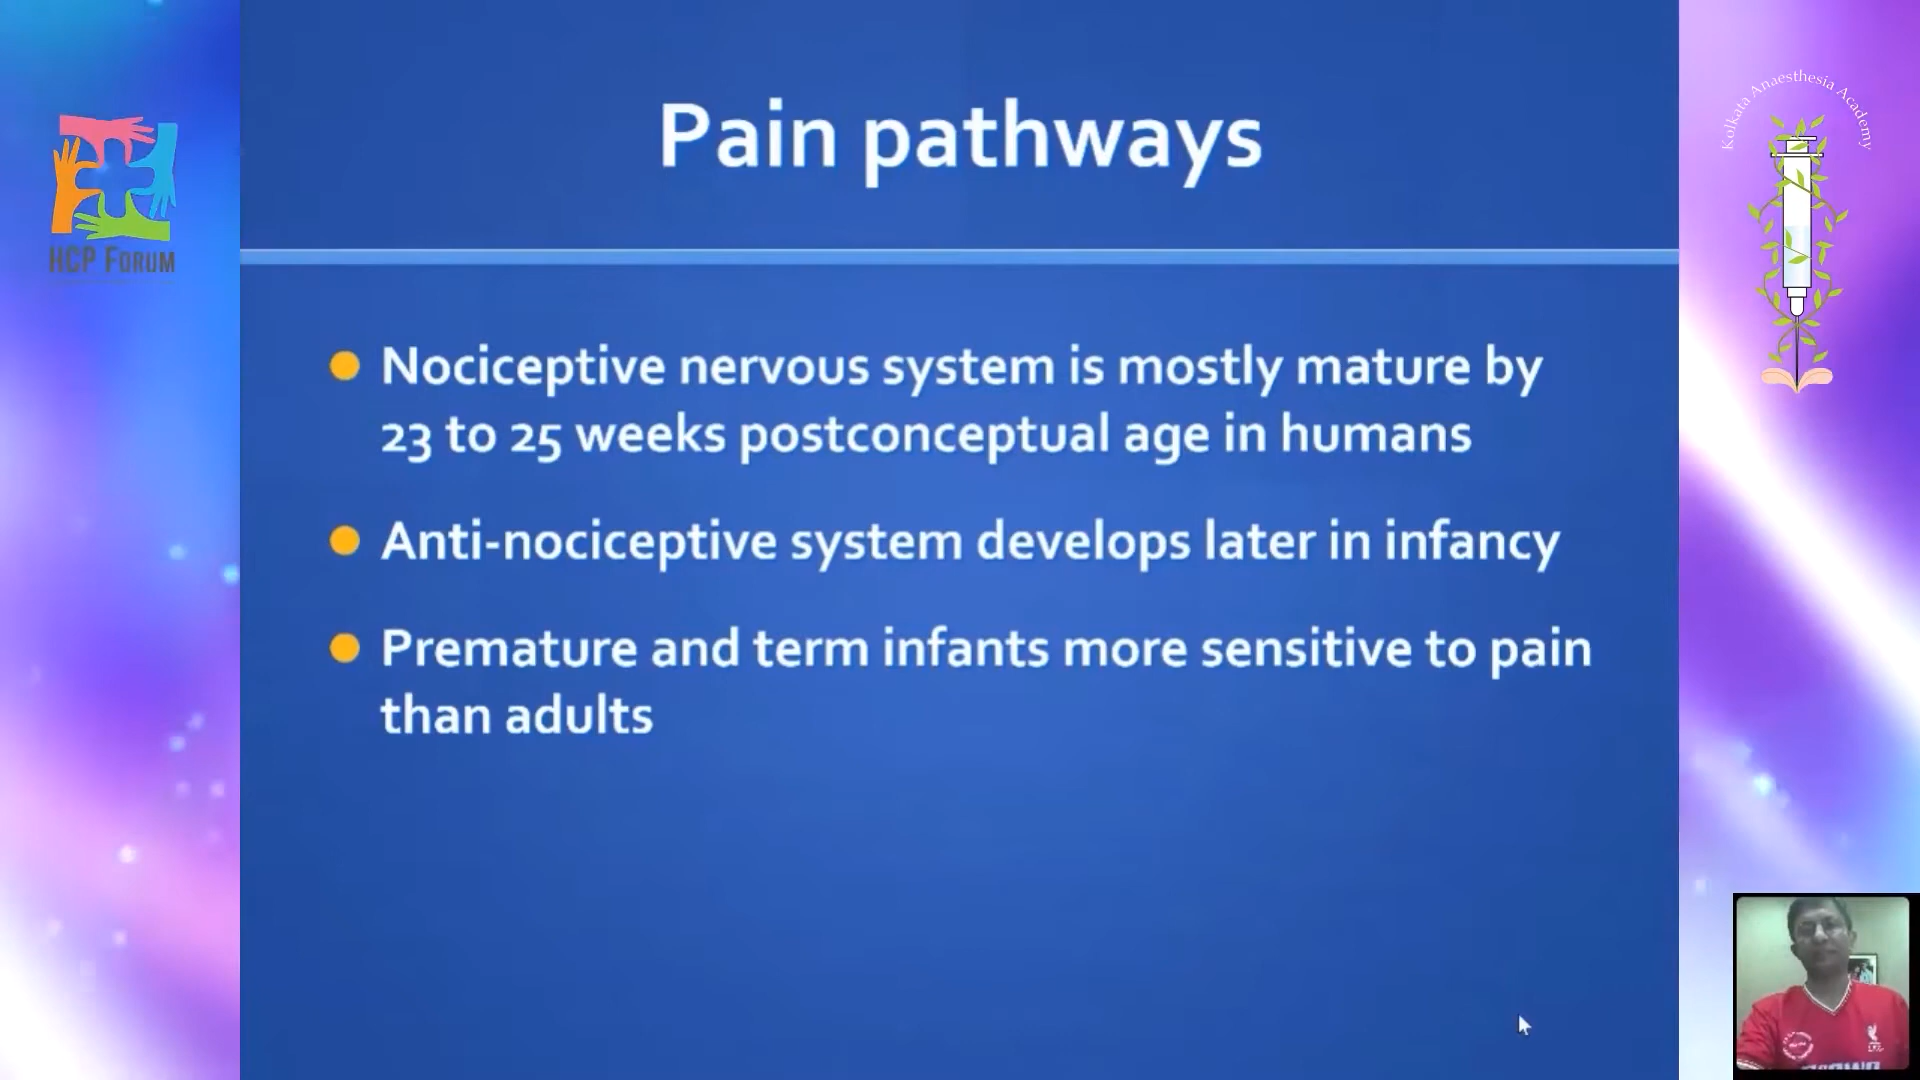 Pain pathways
Nociceptive nervous system is mostly mature by
23 to 25 weeks postconceptual age in humans
Anti-nociceptive system develops later in infancy
Premature and term infants more sensitive to pain
than adults
HCP FORUM
Kolkata Anaesthesia Academy